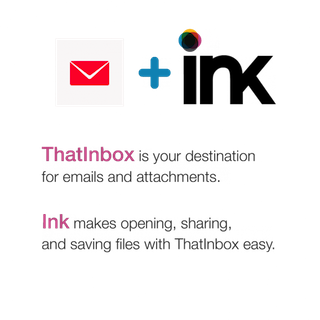 + ink
ThatInbox is your destination
for emails and attachments.
Ink makes opening, sharing,
and saving files with ThatInbox easy.